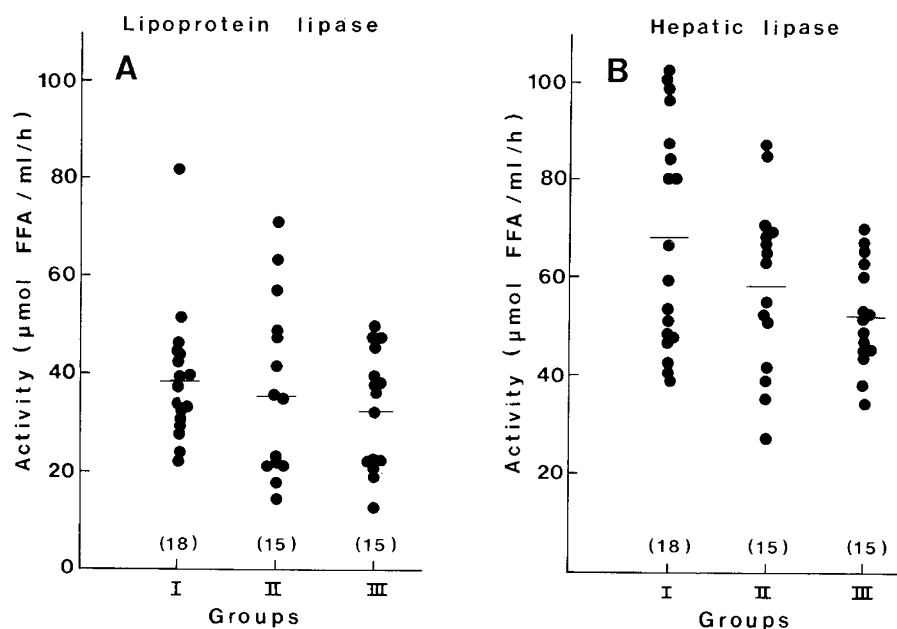 Lipoprotein lipase
A
Activity (μmol FFA/ml/h)
100
80
60
40
20
0
(18) (15) (15)
I II III
Groups
Hepatic lipase
B
Activity (μmol FFA/ml/h)
100
80
60
40
20
(18) (15) (15)
I II III
Groups